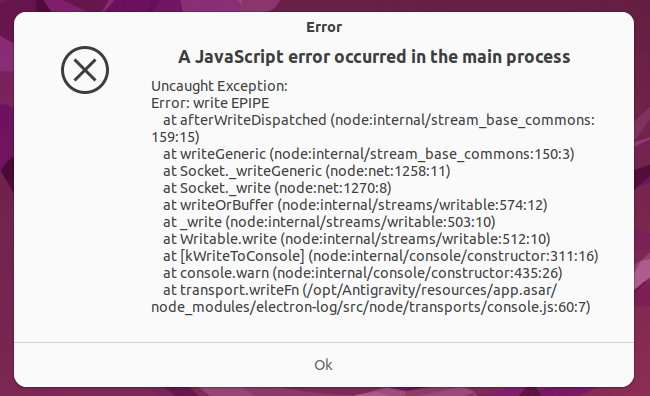 Error
A JavaScript error occurred in the main process
Uncaught Exception:
Error: write EPIPE
at afterWriteDispatched (node:internal/stream_base_commons:
159:15)
at writeGeneric (node:internal/stream_base_commons:150:3)
at Socket._writeGeneric (node:net:1258:11)
at Socket._write (node:net:1270:8)
at writeOrBuffer (node:internal/streams/writable:574:12)
at _write (node:internal/streams/writable:503:10)
at Writable.write (node:internal/streams/writable:512:10)
at [kWriteToConsole] (node:internal/console/constructor:311:16)
at console.warn (node:internal/console/constructor:435:26)
at transport.writeFn (/opt/Antigravity/resources/app.asar/
node_modules/electron-log/src/node/transports/console.js:60:7)
Ok